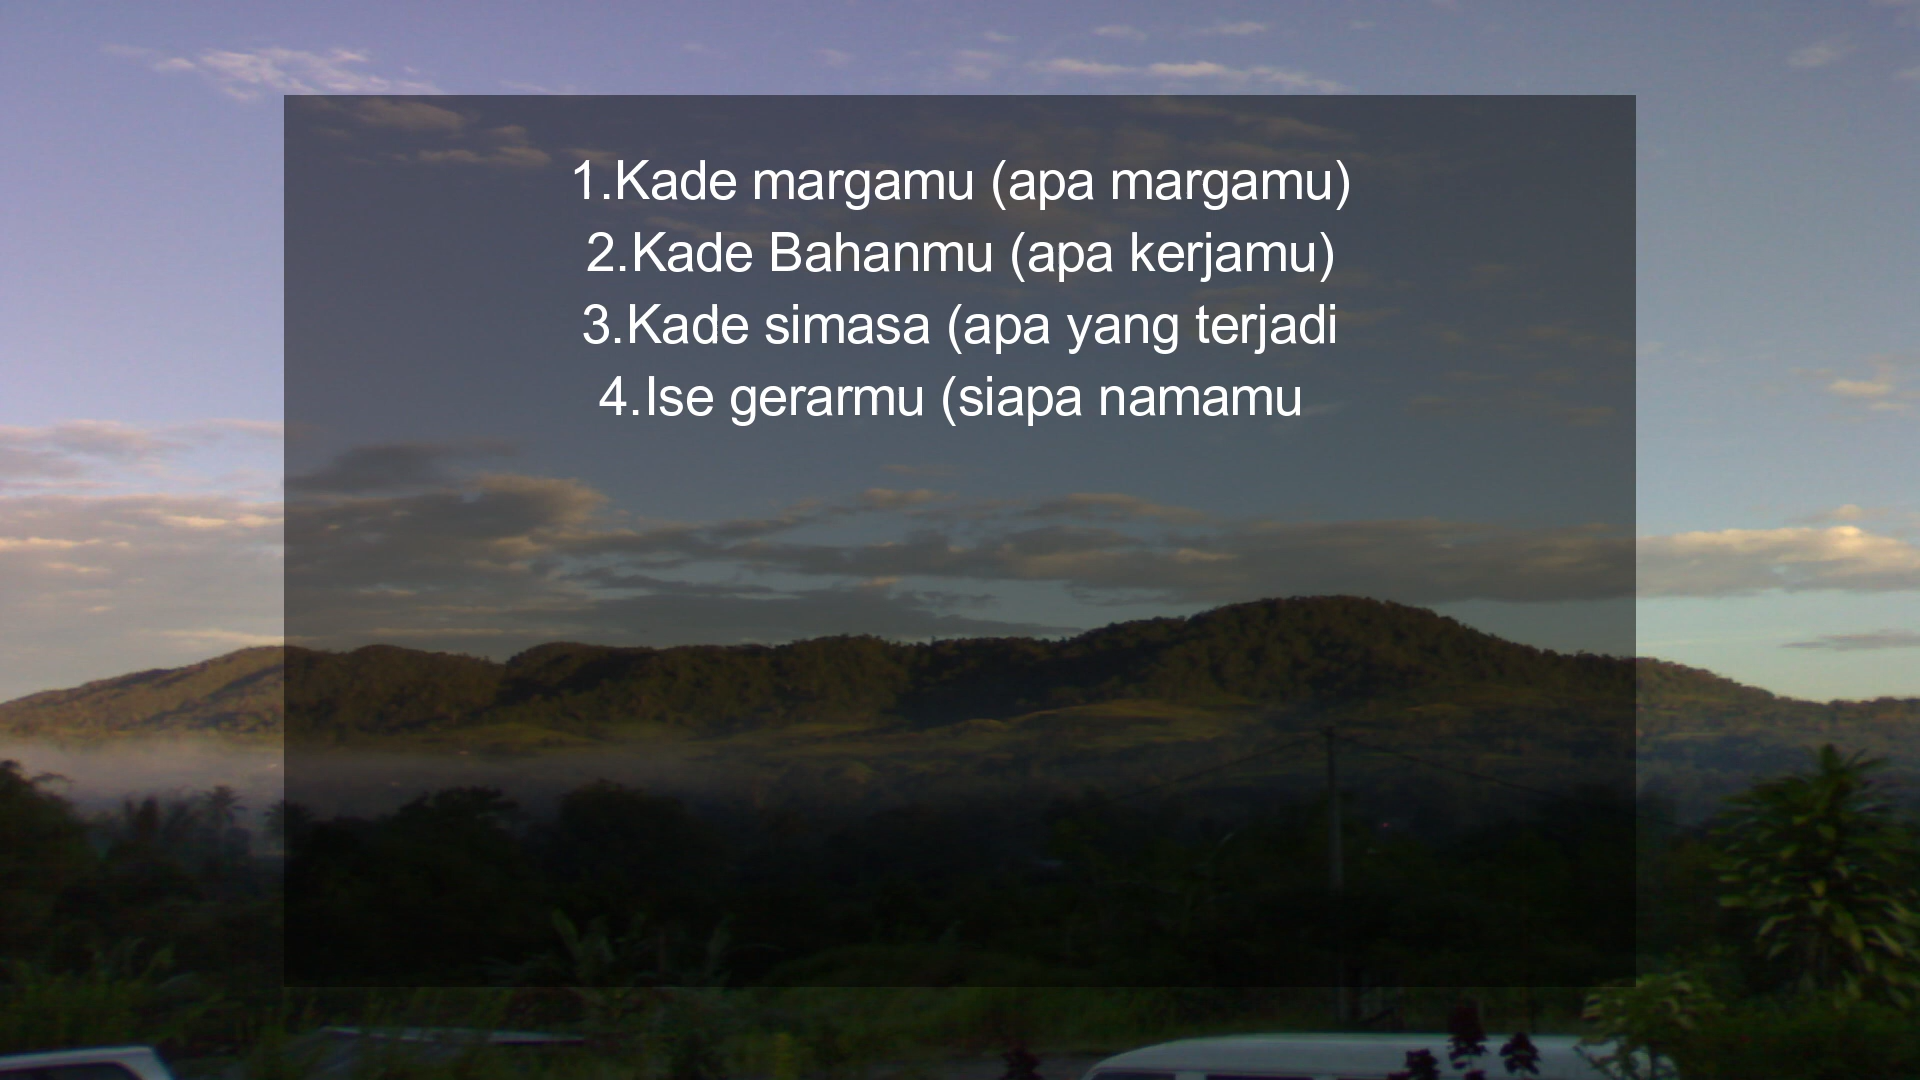 1.Kade margamu (apa margamu)
2.Kade Bahanmu (apa kerjamu)
3.Kade simasa (apa yang terjadi
4.Ise gerarmu (siapa namamu